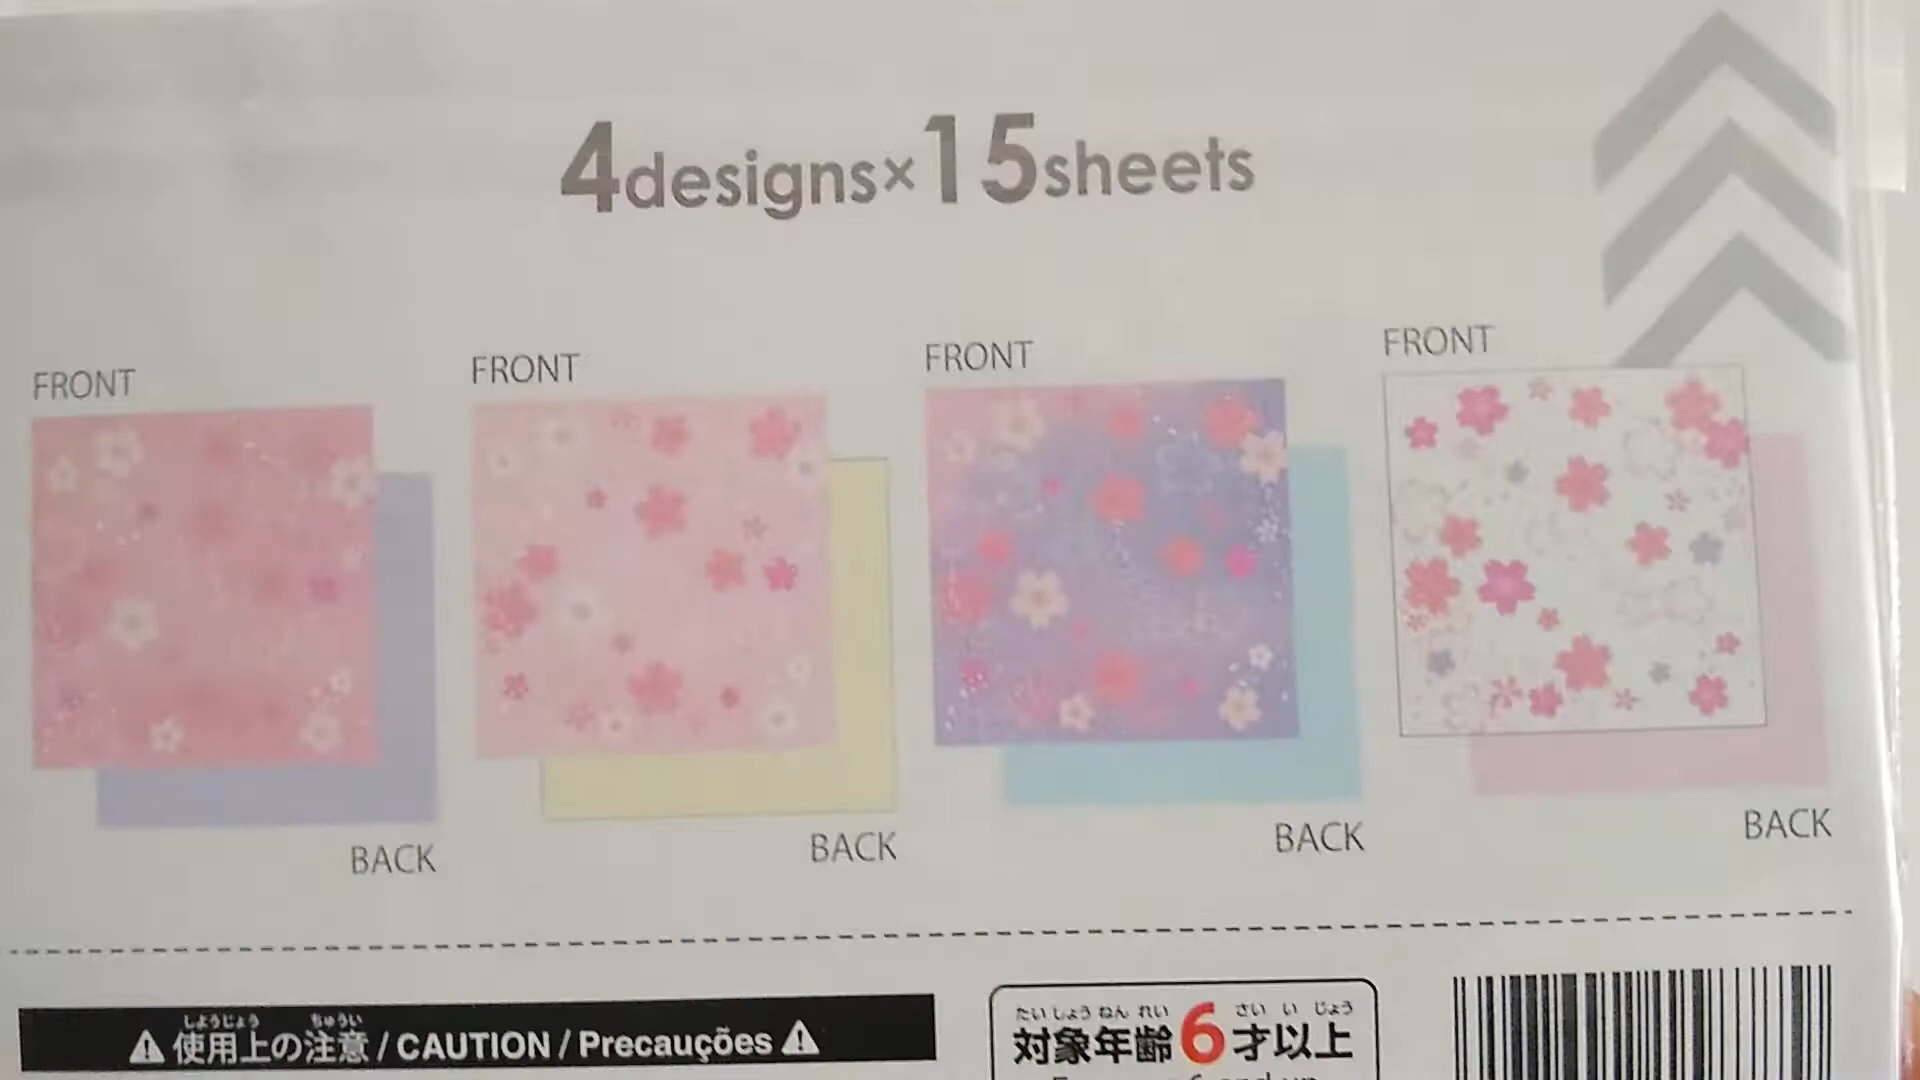 4designs×15sheets
FRONT
FRONT
FRONT
FRONT
BACK
BACK
BACK
BACK
しようじょう ちゅうい
⚠使用上の注意 / CAUTION / Precauções⚠
たいしょうねんれい さいいじょう
対象年齢6才以上